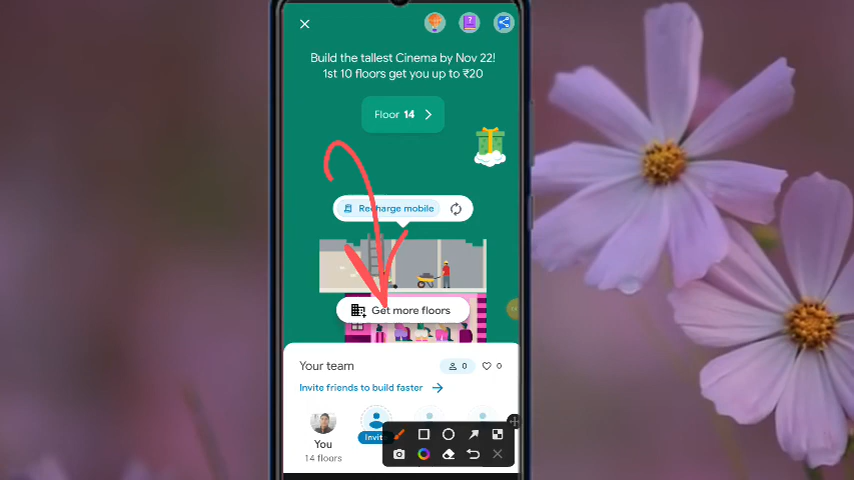 Build the tallest Cinema by Nov 22!
1st 10 floors get you up to ₹20
Floor 14
Recharge mobile
Get more floors
Your team
0
0
Invite friends to build faster
You
Invit
14 floors